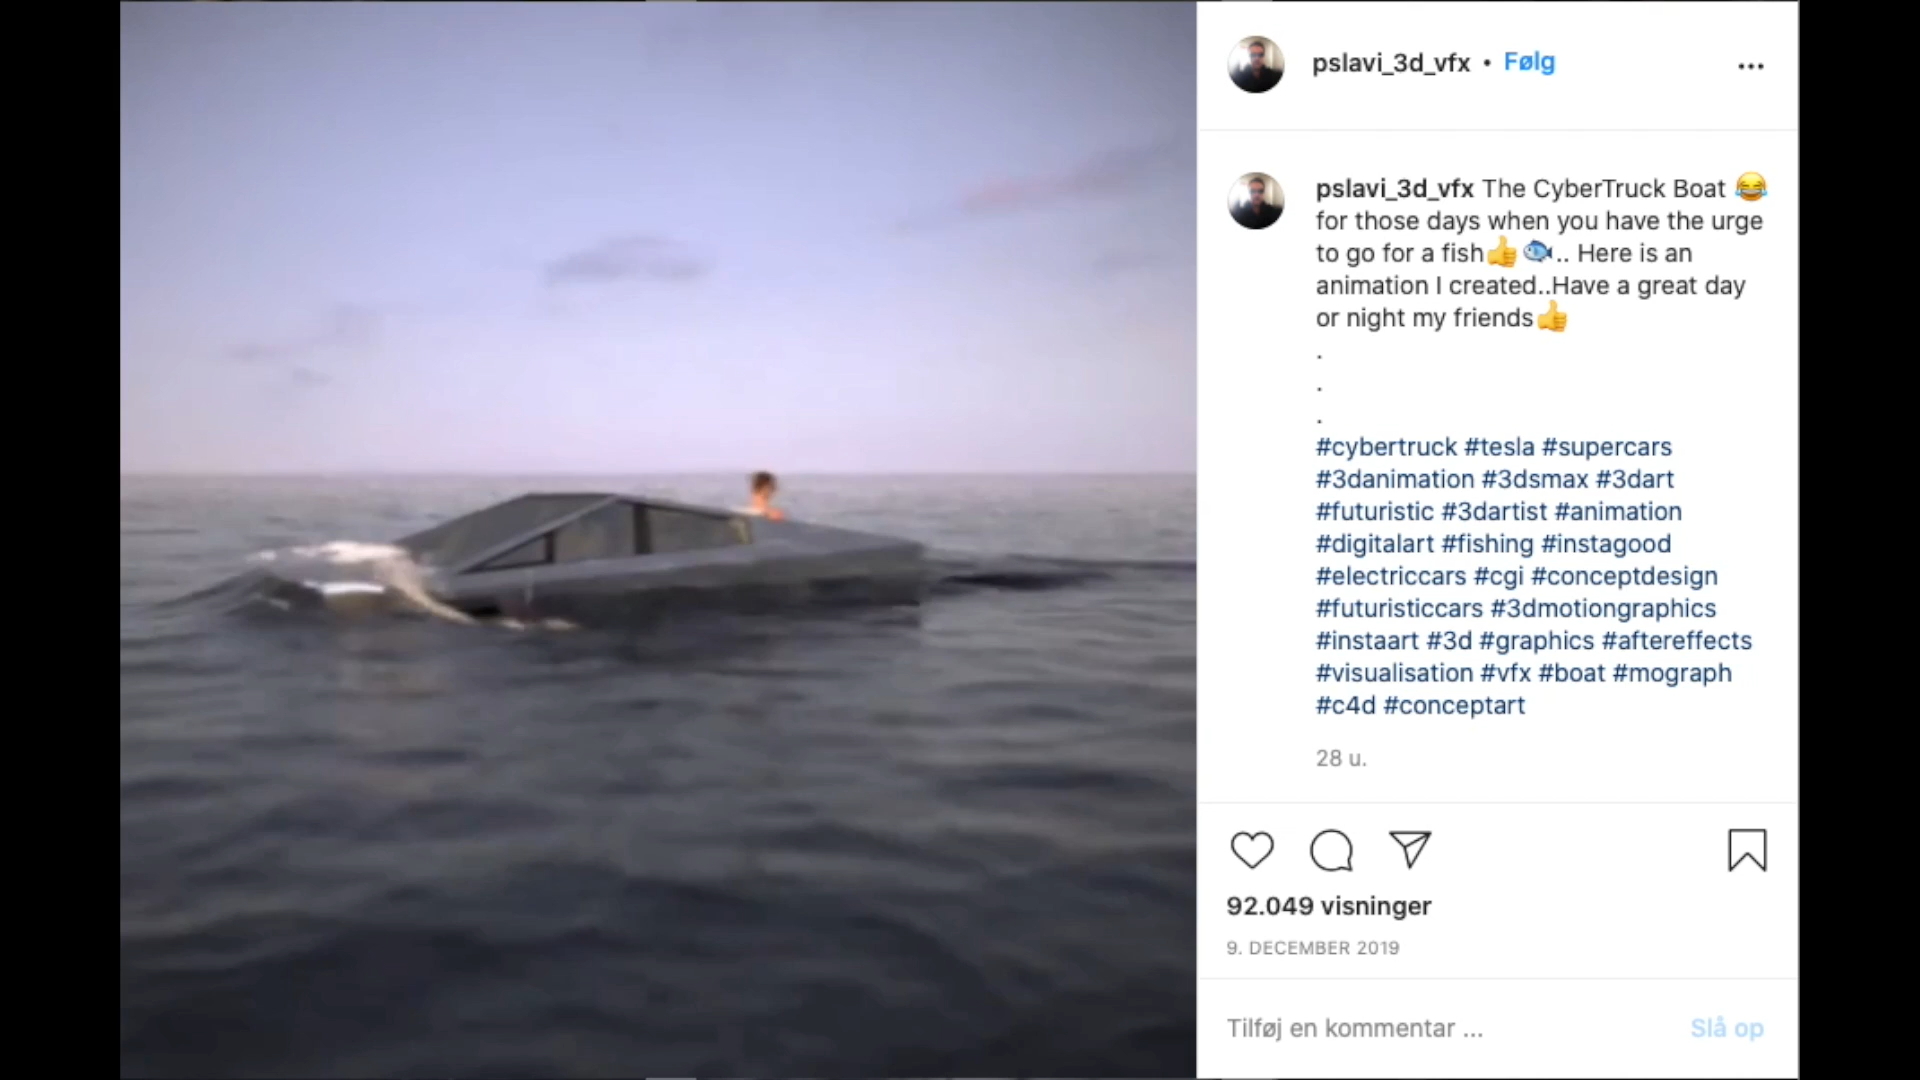 pslavi_3d_vfx • Følg
pslavi_3d_vfx The CyberTruck Boat 😂
for those days when you have the urge
to go for a fish👍🐟.. Here is an
animation I created..Have a great day
or night my friends👍
.
.
.
#cybertruck #tesla #supercars
#3danimation #3dsmax #3dart
#futuristic #3dartist #animation
#digitalart #fishing #instagood
#electriccars #cgi #conceptdesign
#futuristiccars #3dmotiongraphics
#instaart #3d #graphics #aftereffects
#visualisation #vfx #boat #mograph
#c4d #conceptart
28 u.
92.049 visninger
9. DECEMBER 2019
Tilføj en kommentar ... Slå op